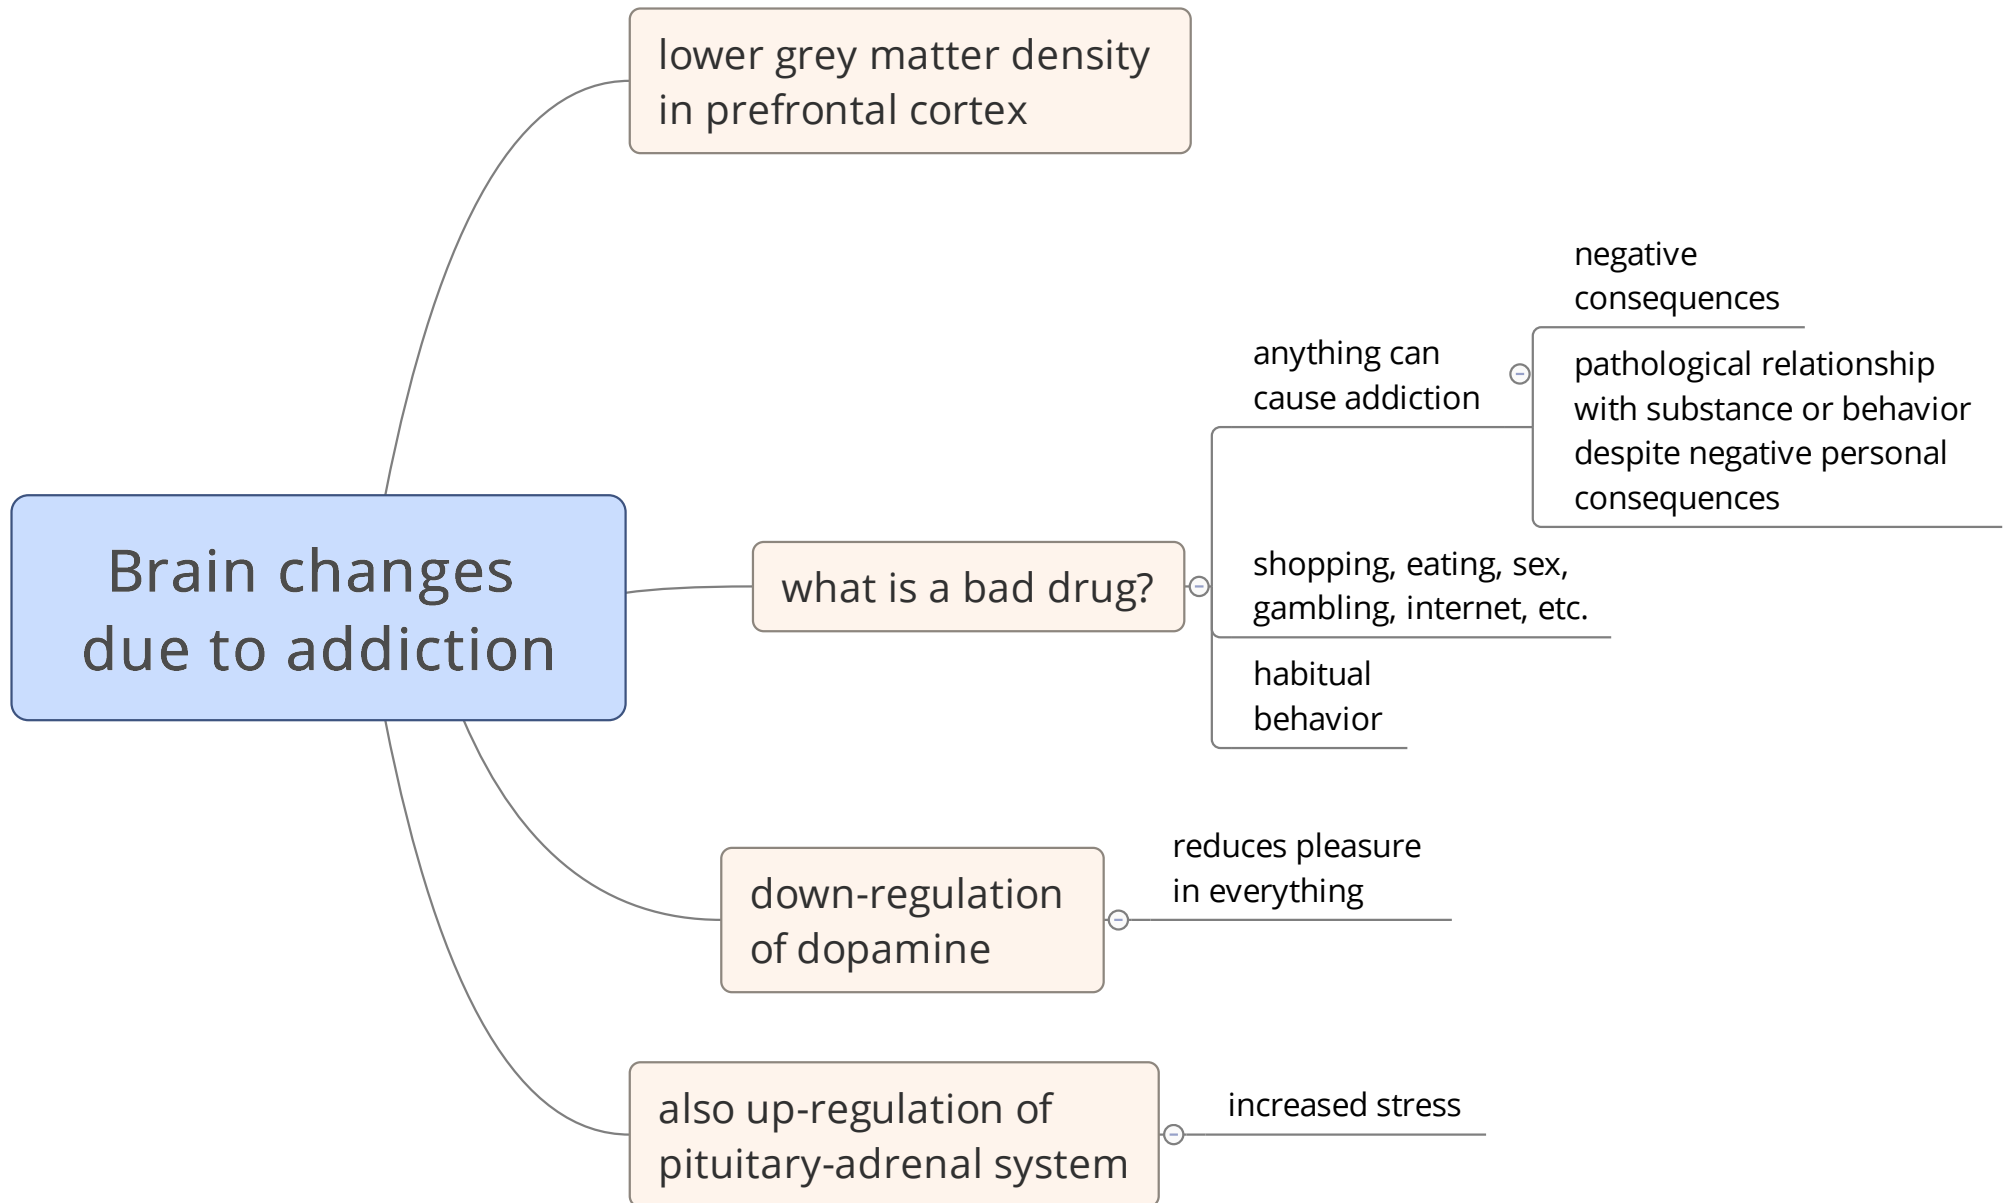 lower grey matter density
in prefrontal cortex
negative
consequences
anything can
cause addiction
pathological relationship
with substance or behavior
despite negative personal
consequences
Brain changes
due to addiction
what is a bad drug?
shopping, eating, sex,
gambling, internet, etc.
habitual
behavior
down-regulation
of dopamine
reduces pleasure
in everything
also up-regulation of
pituitary-adrenal system
increased stress